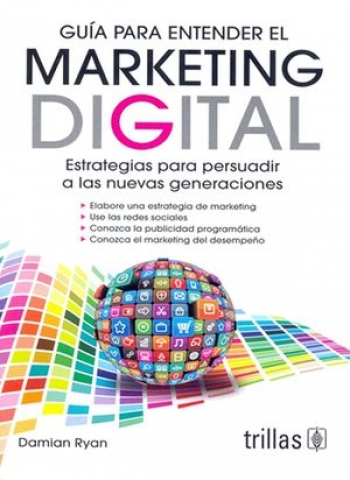 GUÍA PARA ENTENDER EL
MARKETING
DIGITAL
Estrategias para persuadir
a las nuevas generaciones
Elabore una estrategia de marketing
Use las redes sociales
Conozca la publicidad programática
Conozca el marketing del desempeño
Damian Ryan
trillas